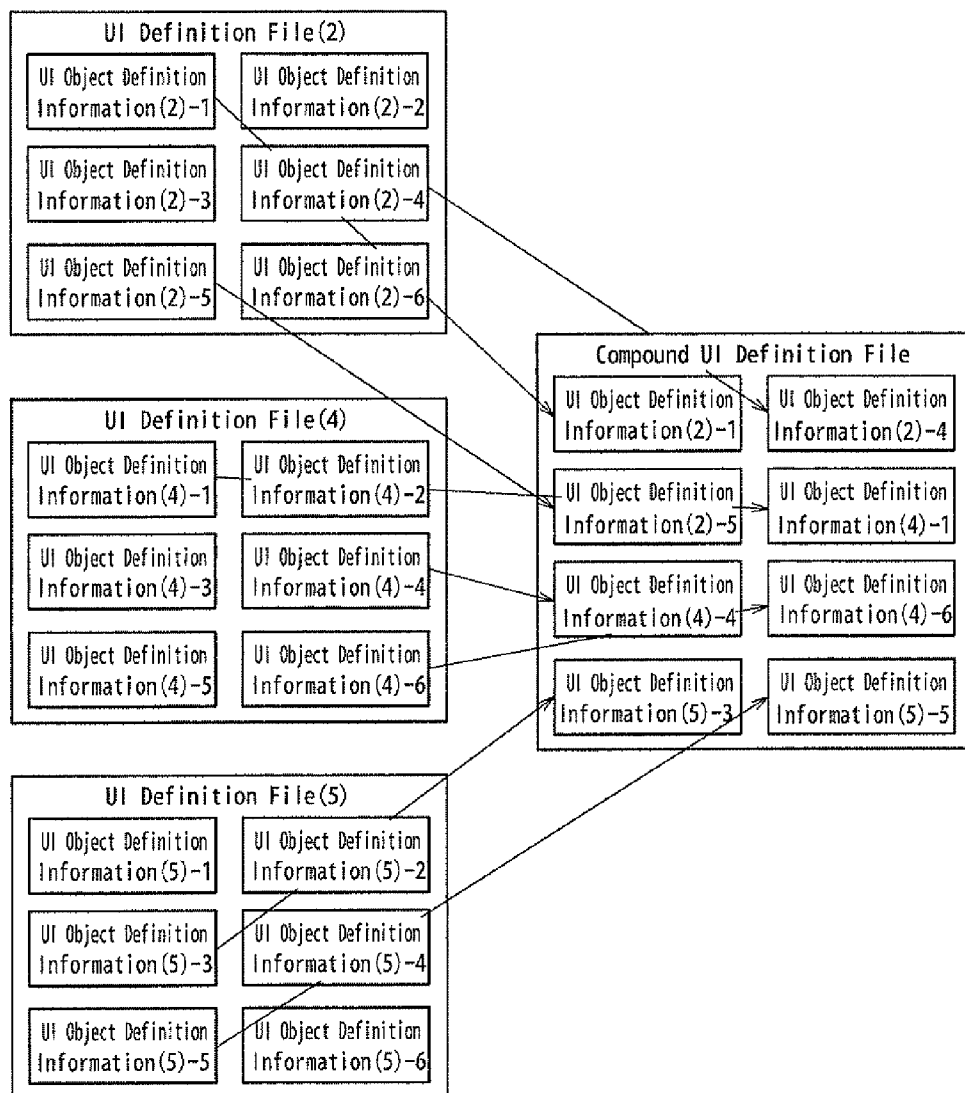 UI Definition File(2)
UI Object Definition
Information(2)-1
UI Object Definition
Information(2)-2
UI Object Definition
Information(2)-3
UI Object Definition
Information(2)-4
UI Object Definition
Information(2)-5
UI Object Definition
Information(2)-6
UI Definition File(4)
UI Object Definition
Information(4)-1
UI Object Definition
Information(4)-2
UI Object Definition
Information(4)-3
UI Object Definition
Information(4)-4
UI Object Definition
Information(4)-5
UI Object Definition
Information(4)-6
UI Definition File(5)
UI Object Definition
Information(5)-1
UI Object Definition
Information(5)-2
UI Object Definition
Information(5)-3
UI Object Definition
Information(5)-4
UI Object Definition
Information(5)-5
UI Object Definition
Information(5)-6
Compound UI Definition File
UI Object Definition
Information(2)-1
UI Object Definition
Information(2)-4
UI Object Definition
Information(2)-5
UI Object Definition
Information(4)-1
UI Object Definition
Information(4)-4
UI Object Definition
Information(4)-6
UI Object Definition
Information(5)-3
UI Object Definition
Information(5)-5